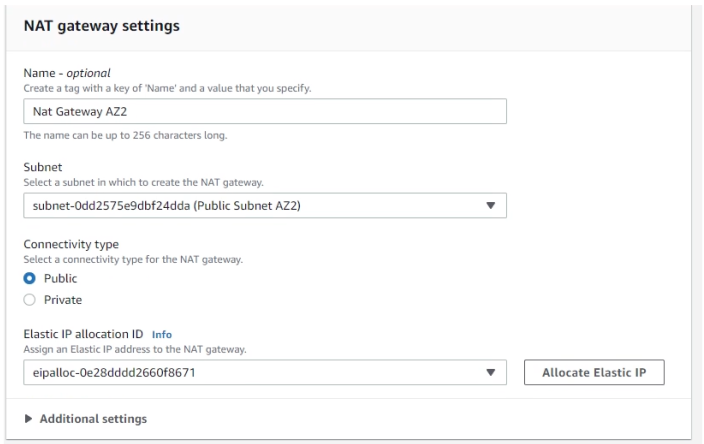 NAT gateway settings
Name - optional
Create a tag with a key of 'Name' and a value that you specify.
Nat Gateway AZ2
The name can be up to 256 characters long.
Subnet
Select a subnet in which to create the NAT gateway.
subnet-0dd2575e9dbf24dda (Public Subnet AZ2)
Connectivity type
Select a connectivity type for the NAT gateway.
Public
Private
Elastic IP allocation ID Info
Assign an Elastic IP address to the NAT gateway.
eipalloc-0e28dddd2660f8671
Allocate Elastic IP
Additional settings